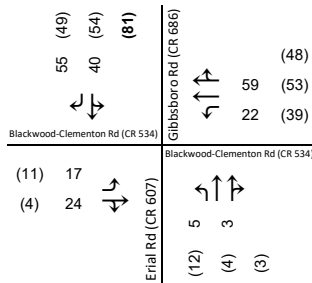 (49) (54) (81)
55 40
Gibbsboro Rd (CR 686)
(48)
59 (53)
22 (39)
Blackwood-Clementon Rd (CR 534)
Blackwood-Clementon Rd (CR 534)
(11) 17
(4) 24
Erial Rd (CR 607)
5 3
(12) (4) (3)